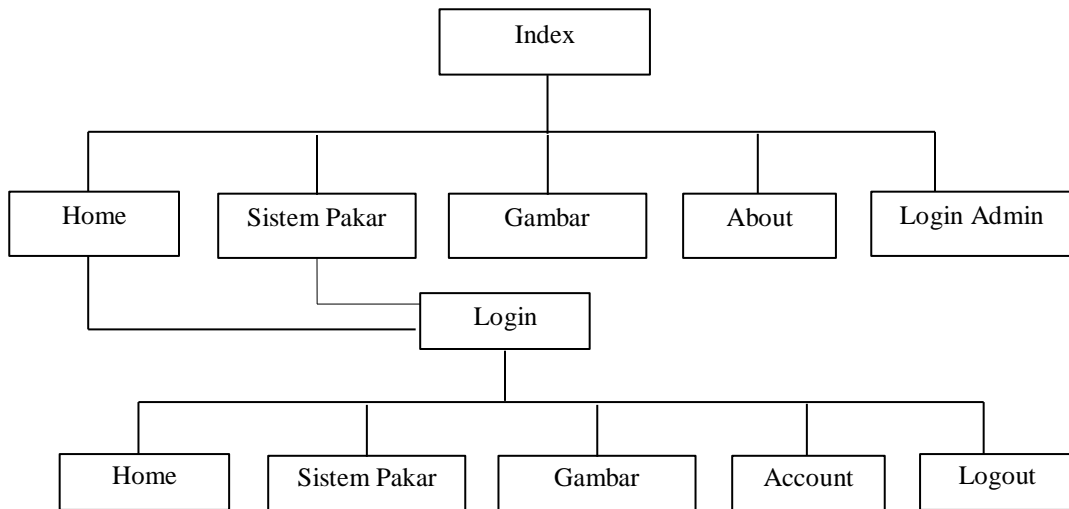 Index
Home
Sistem Pakar
Gambar
About
Login Admin
Login
Home
Sistem Pakar
Gambar
Account
Logout